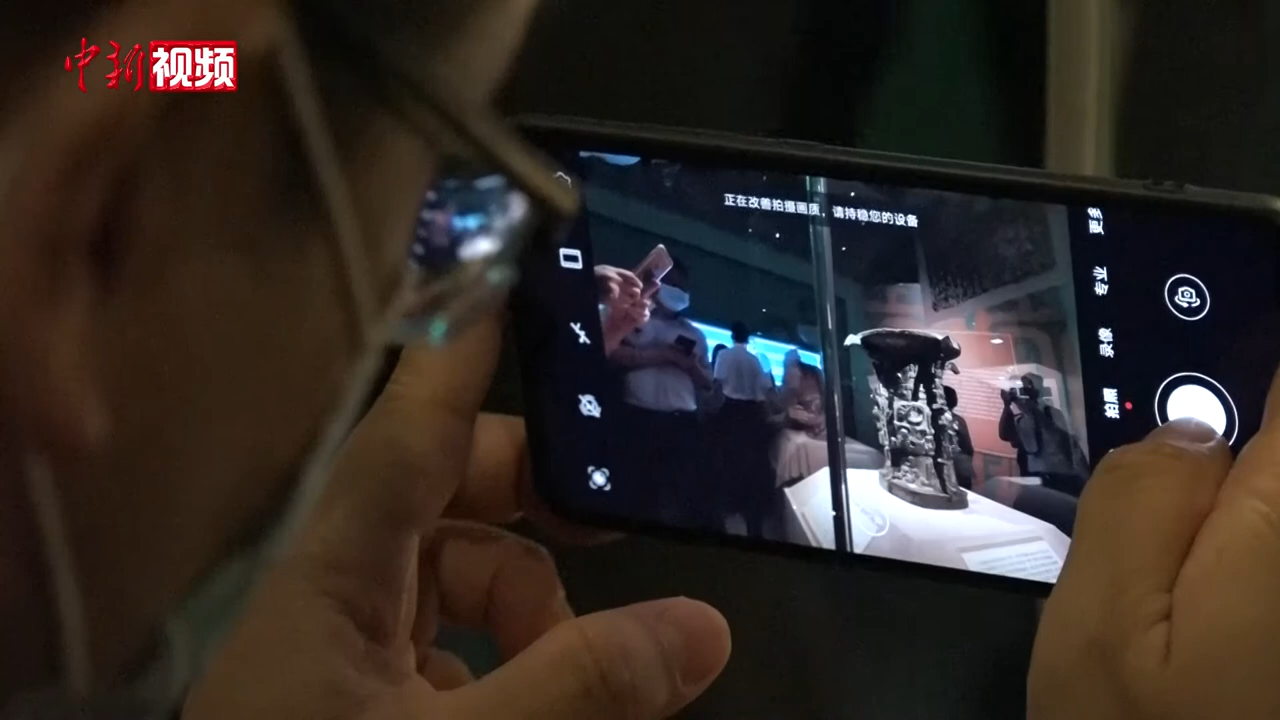 中新视频
正在改善拍摄画质，请持稳您的设备
更多
专业
录像
拍照